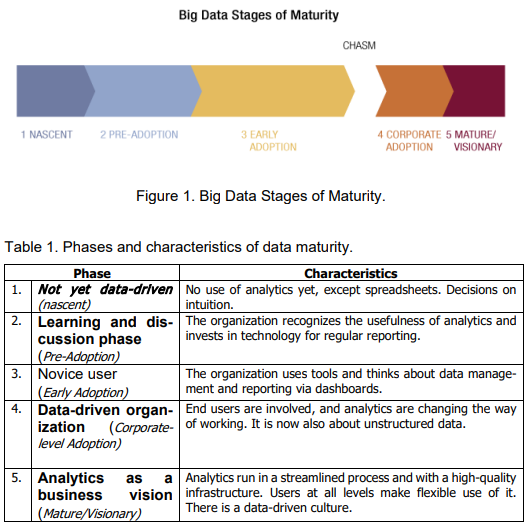 Big Data Stages of Maturity
CHASM
1 NASCENT
2 PRE-ADOPTION
3 EARLY
ADOPTION
4 CORPORATE
ADOPTION
5 MATURE/
VISIONARY
Figure 1. Big Data Stages of Maturity.
Table 1. Phases and characteristics of data maturity.
Phase
Characteristics
1. Not yet data-driven
(nascent)
No use of analytics yet, except spreadsheets. Decisions on
intuition.
2. Learning and dis-
cussion phase
(Pre-Adoption)
The organization recognizes the usefulness of analytics and
invests in technology for regular reporting.
3. Novice user
(Early Adoption)
The organization uses tools and thinks about data manage-
ment and reporting via dashboards.
4. Data-driven organ-
ization (Corporate-
level Adoption)
End users are involved, and analytics are changing the way
of working. It is now also about unstructured data.
5. Analytics as a
business vision
(Mature/Visionary)
Analytics run in a streamlined process and with a high-quality
infrastructure. Users at all levels make flexible use of it.
There is a data-driven culture.